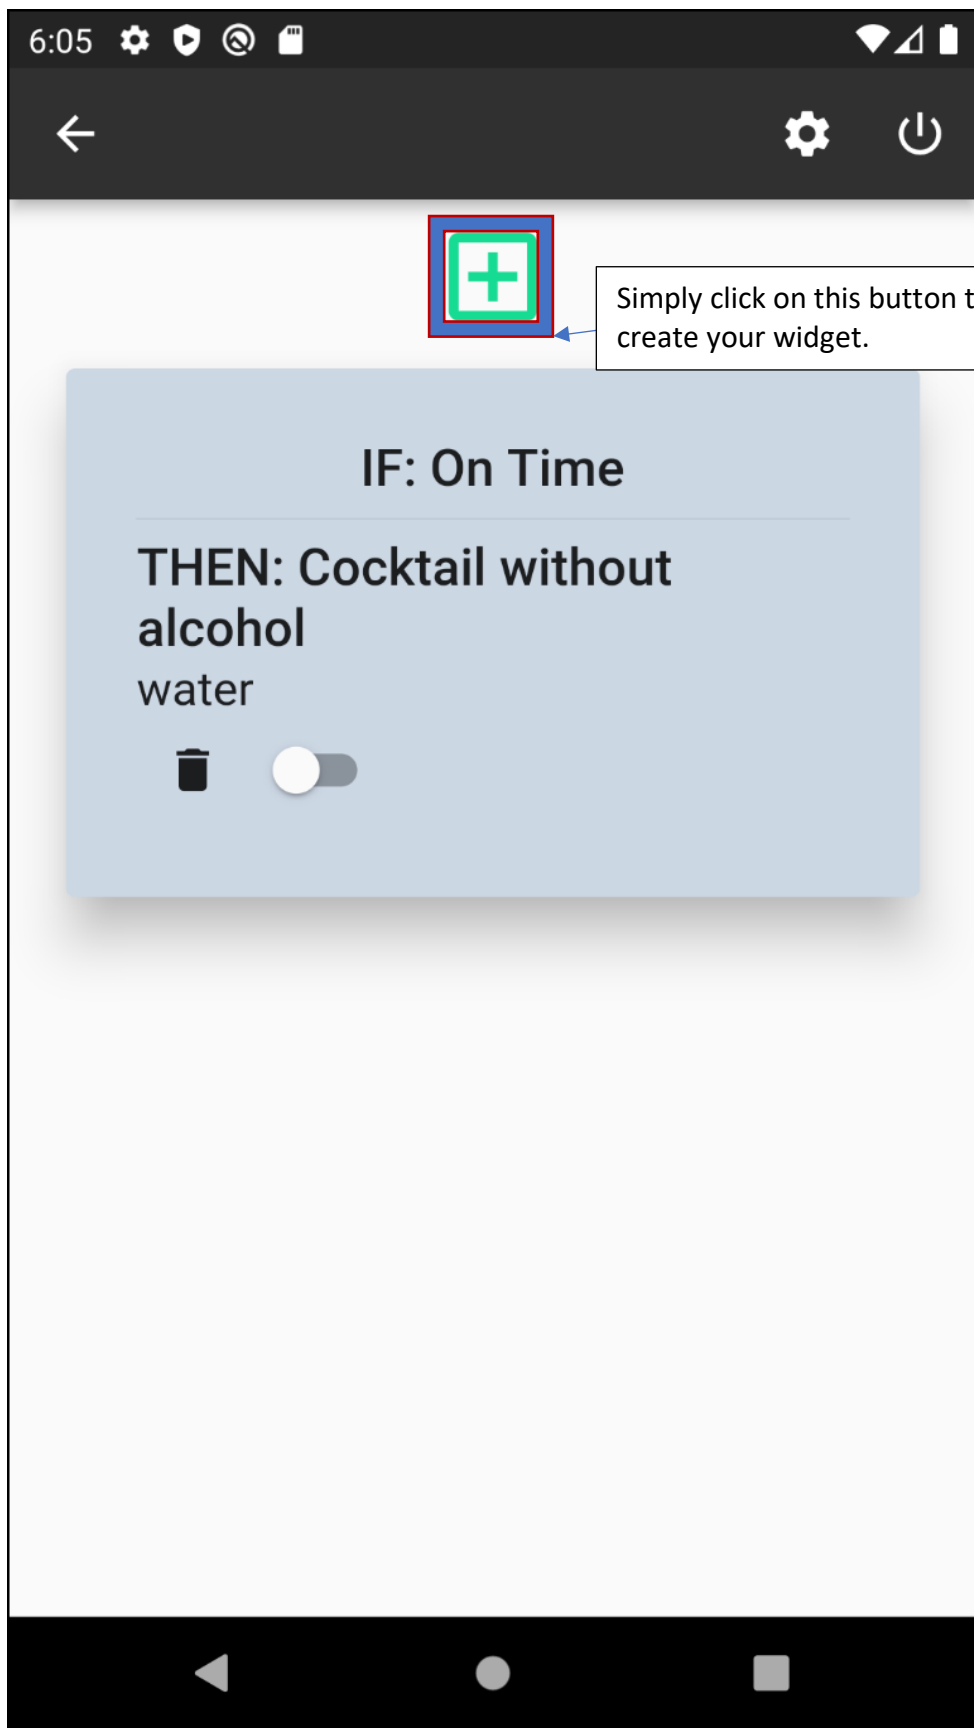 6:05
Simply click on this button t
create your widget.
IF: On Time
THEN: Cocktail without
alcohol
water